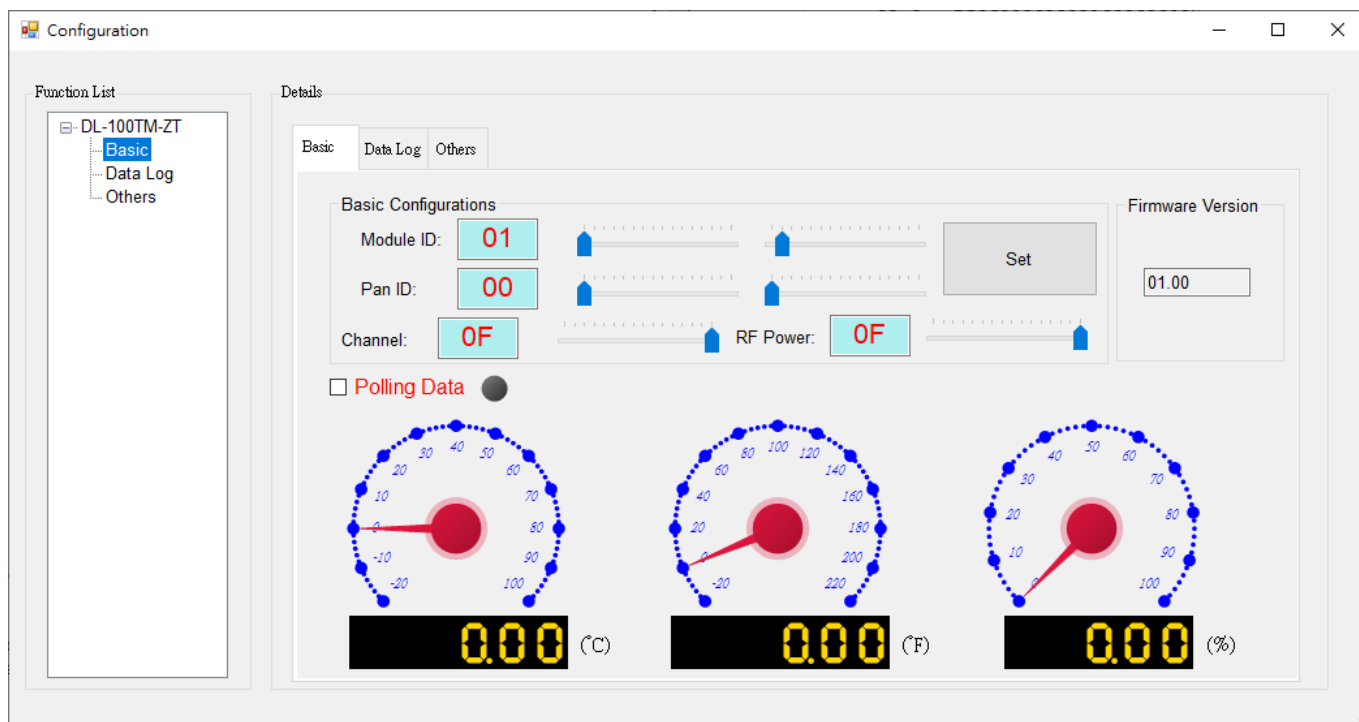 Configuration
Function List
DL-100TM-ZT
Basic
Data Log
Others
Details
Basic Data Log Others
Basic Configurations
Module ID: 01
Set
Pan ID: 00
Channel: 0F RF Power: 0F
Firmware Version
01.00
Polling Data
-20 -10 0 10 20 30 40 50 60 70 80 90 100
0.00 (°C)
-20 0 20 40 60 80 100 120 140 160 180 200 220
0.00 (°F)
0 10 20 30 40 50 60 70 80 90 100
0.00 (%)